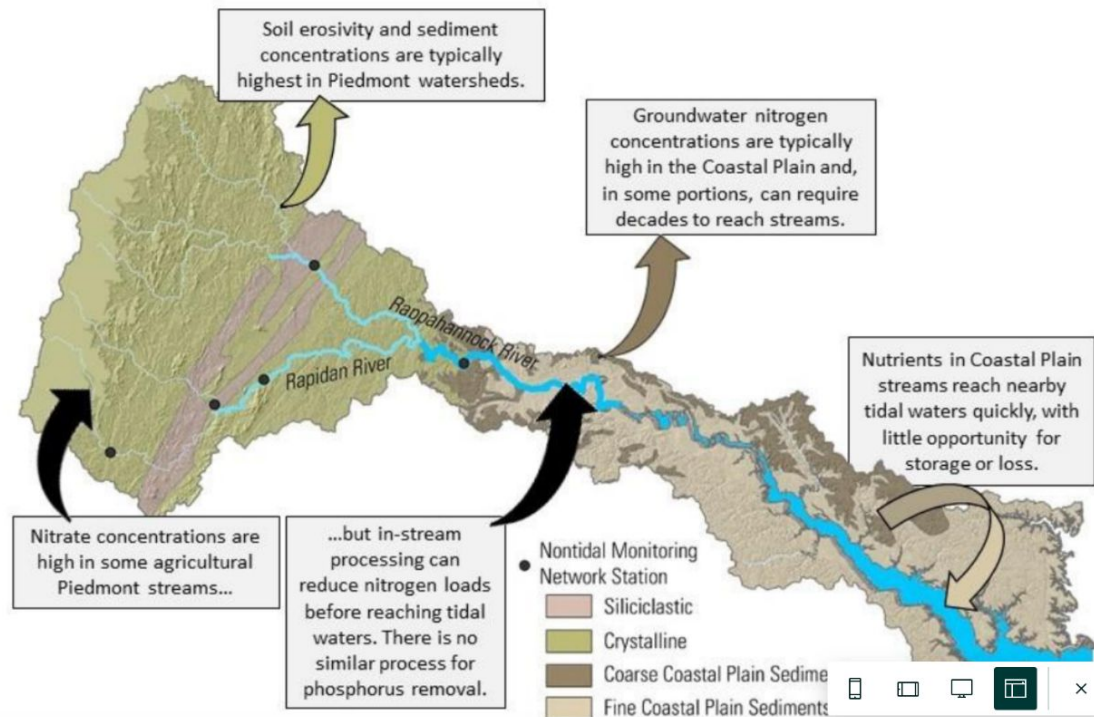 Soil erosivity and sediment
concentrations are typically
highest in Piedmont watersheds.
Groundwater nitrogen
concentrations are typically
high in the Coastal Plain and,
in some portions, can require
decades to reach streams.
Rappahannock River
Rapidan River
Nutrients in Coastal Plain
streams reach nearby
tidal waters quickly, with
little opportunity for
storage or loss.
Nitrate concentrations are
high in some agricultural
Piedmont streams...
...but in-stream
processing can
reduce nitrogen loads
before reaching tidal
waters. There is no
similar process for
phosphorus removal.
Nontidal Monitoring
Network Station
Siliciclastic
Crystalline
Coarse Coastal Plain Sedime
Fine Coastal Plain Sediments